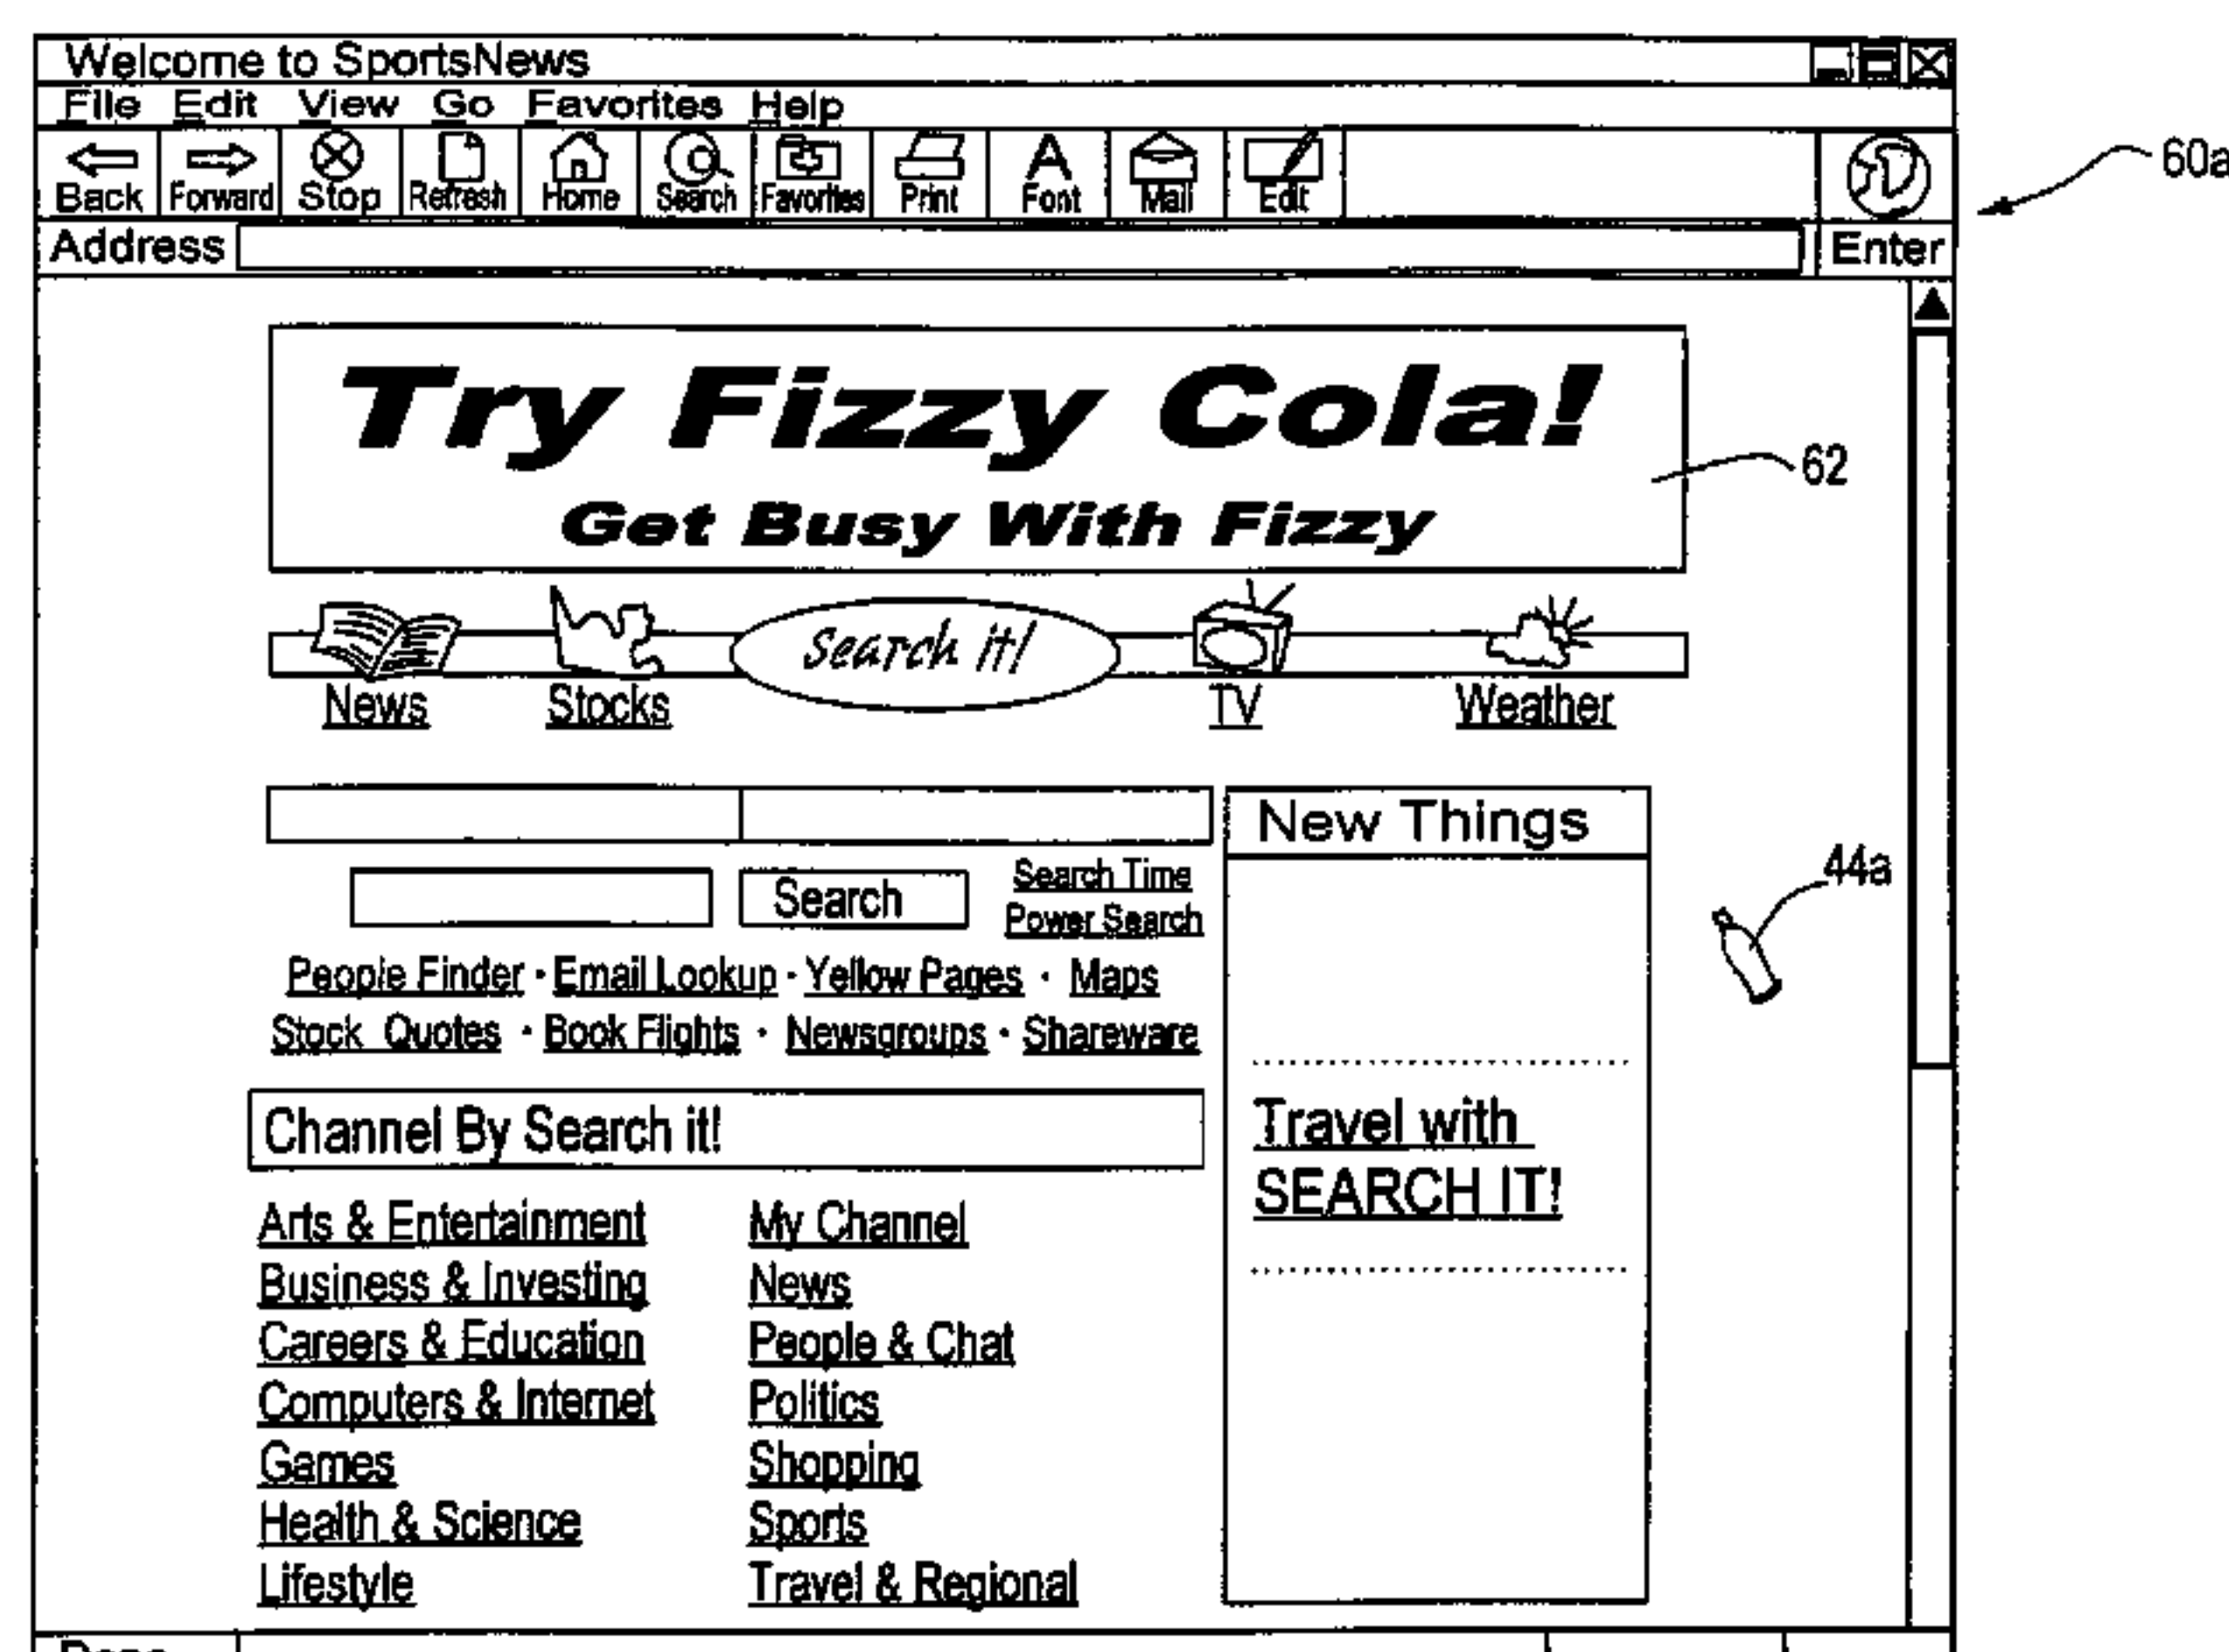 Welcome to SportsNews
File Edit View Go Favorites Help
Back Forward Stop Refresh Home Search Favorites Print Font Mail Edit
60a
Address Enter
Try Fizzy Cola!
62
Get Busy With Fizzy
Search it!
News Stocks TV Weather
New Things
Search Time
44a
Search
Power Search
People Finder · Email Lookup · Yellow Pages · Maps
Stock Quotes · Book Flights · Newsgroups · Shareware
Channel By Search it!
Travel with
SEARCH IT!
Arts & Entertainment My Channel
Business & Investing News
Careers & Education People & Chat
Computers & Internet Politics
Games Shopping
Health & Science Sports
Lifestyle Travel & Regional